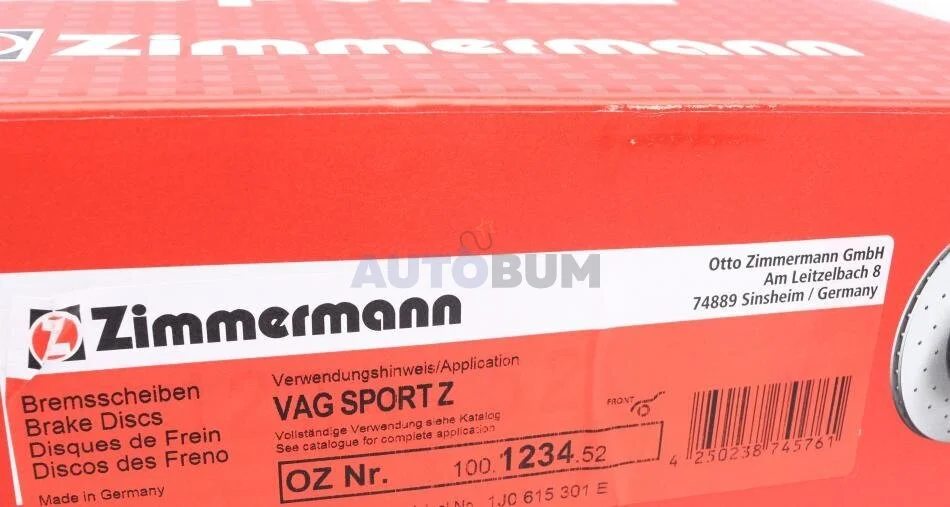 Zimmermann
AUTOBUM
Otto Zimmermann GmbH
Am Leitzelbach 8
74889 Sinsheim / Germany
Zimmermann
Bremsscheiben
Brake Discs
Disques de Frein
Discos des Freno
Made in Germany
Verwendungshinweis/Application
VAG SPORT Z
Vollständige Verwendung siehe Katalog
See catalogue for complete application
FRONT
OZ Nr. 100.1234.52
4 250238 745761
Nr. 1J0 615 301 E